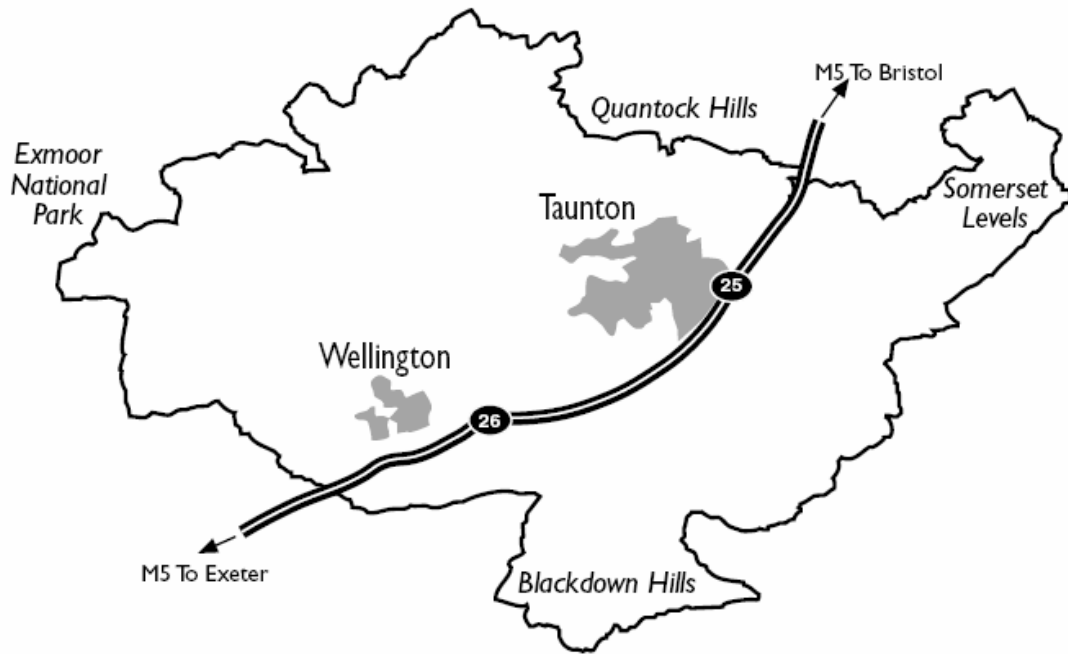 M5 To Bristol
Quantock Hills
Exmoor
National
Park
Somerset
Levels
Taunton
25
Wellington
26
M5 To Exeter
Blackdown Hills